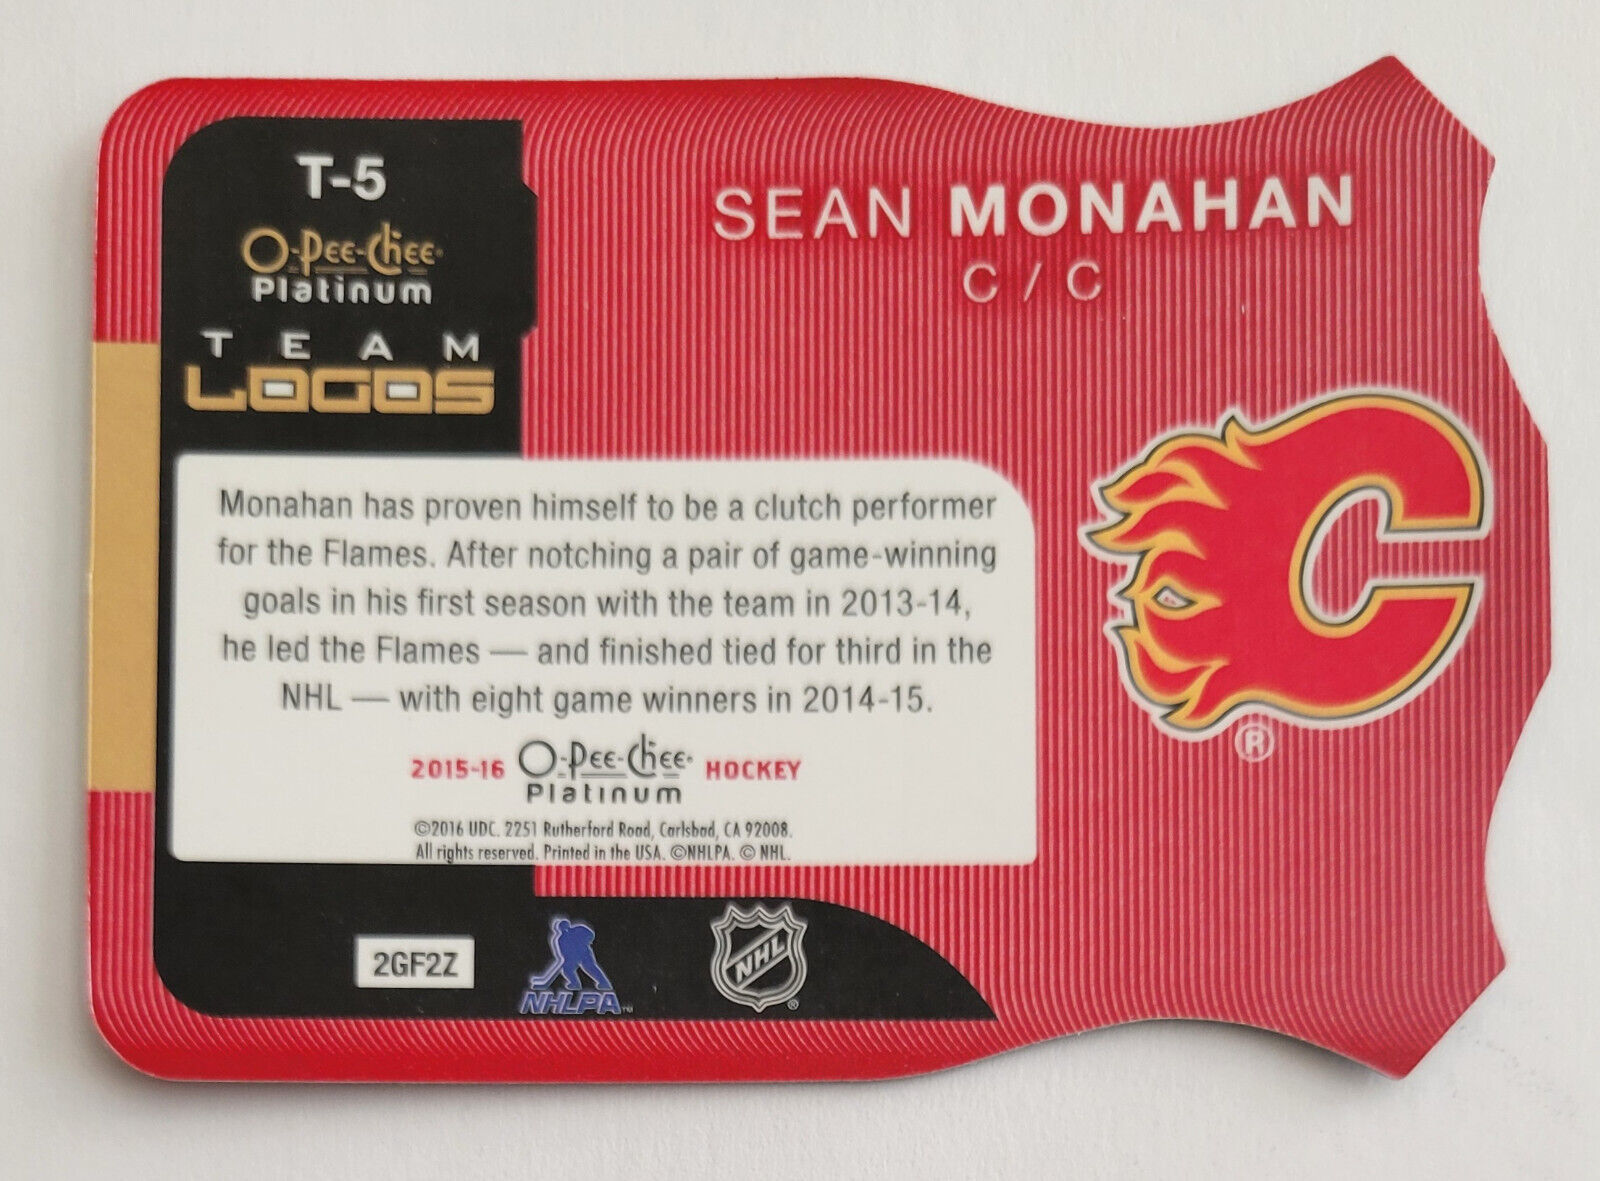 T-5
O-Pee-Chee
Platinum
TEAM
LOGOS
SEAN MONAHAN
C / C
Monahan has proven himself to be a clutch performer
for the Flames. After notching a pair of game-winning
goals in his first season with the team in 2013-14,
he led the Flames — and finished tied for third in the
NHL — with eight game winners in 2014-15.
2015-16 O-Pee-Chee HOCKEY
Platinum
©2016 UDC. 2251 Rutherford Road, Carlsbad, CA 92008.
All rights reserved. Printed in the USA. ©NHLPA. © NHL.
C
®
2GF2Z
NHLPA™
NHL®